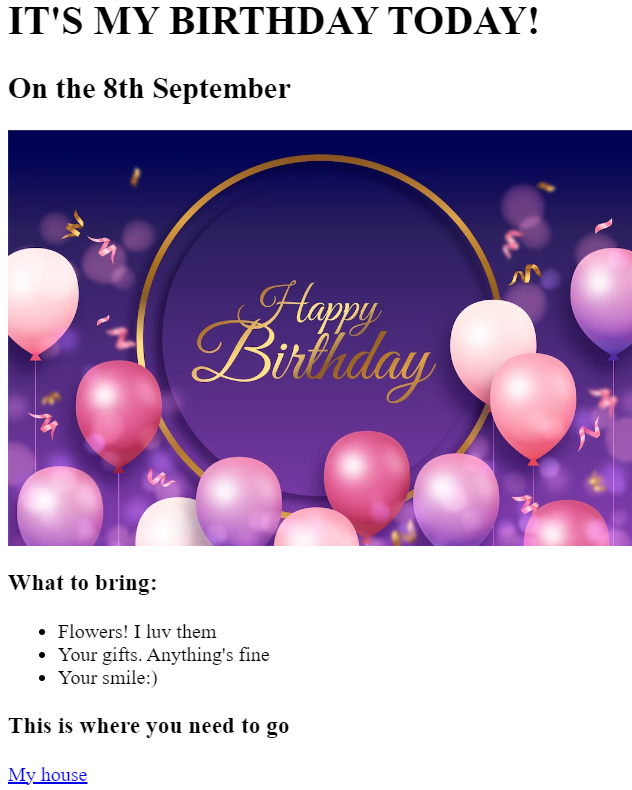 IT'S MY BIRTHDAY TODAY!
On the 8th September
Happy
Birthday
What to bring:
Flowers! I luv them
Your gifts. Anything's fine
Your smile:)
This is where you need to go
My house